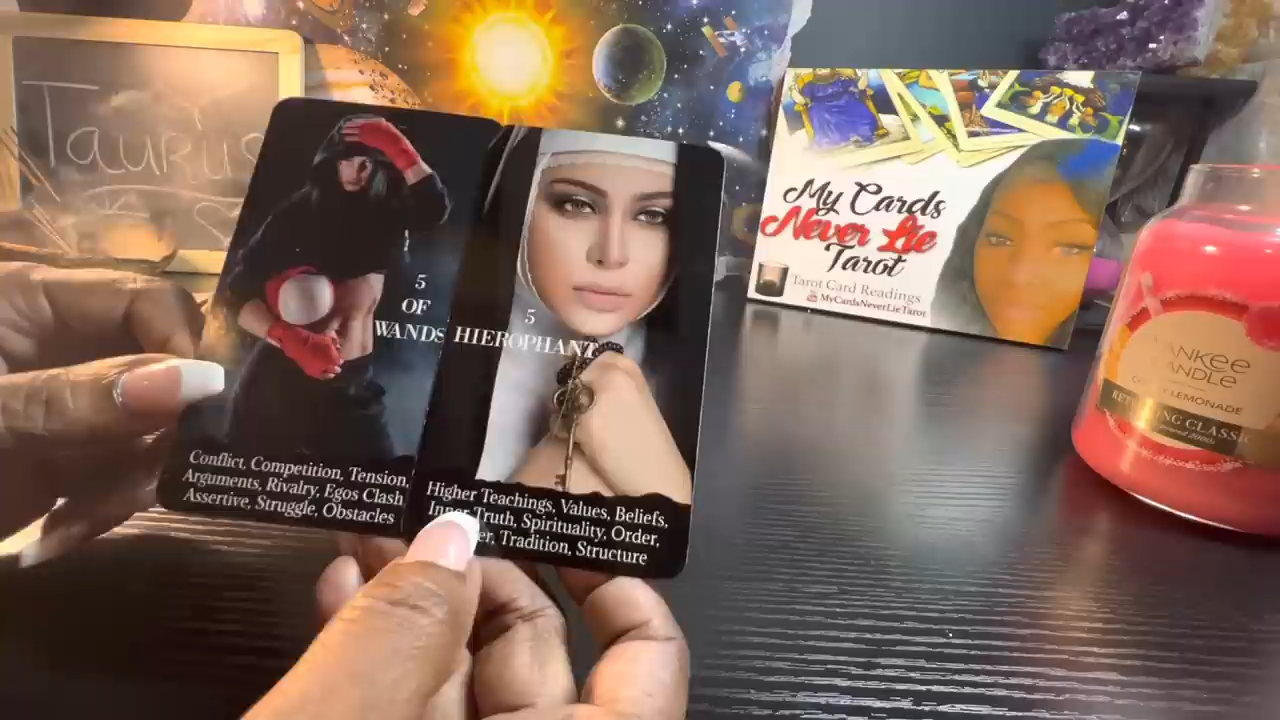 Taurus
5
OF
WANDS
Conflict, Competition, Tension,
Arguments, Rivalry, Egos Clash
Assertive, Struggle, Obstacles
5
HIEROPHANT
Higher Teachings, Values, Beliefs,
Inner Truth, Spirituality, Order,
Tradition, Structure
My Cards
Never Lie
Tarot
Tarot Card Readings
MyCardsNeverLieTarot
YANKEE
CANDLE
LEMONADE